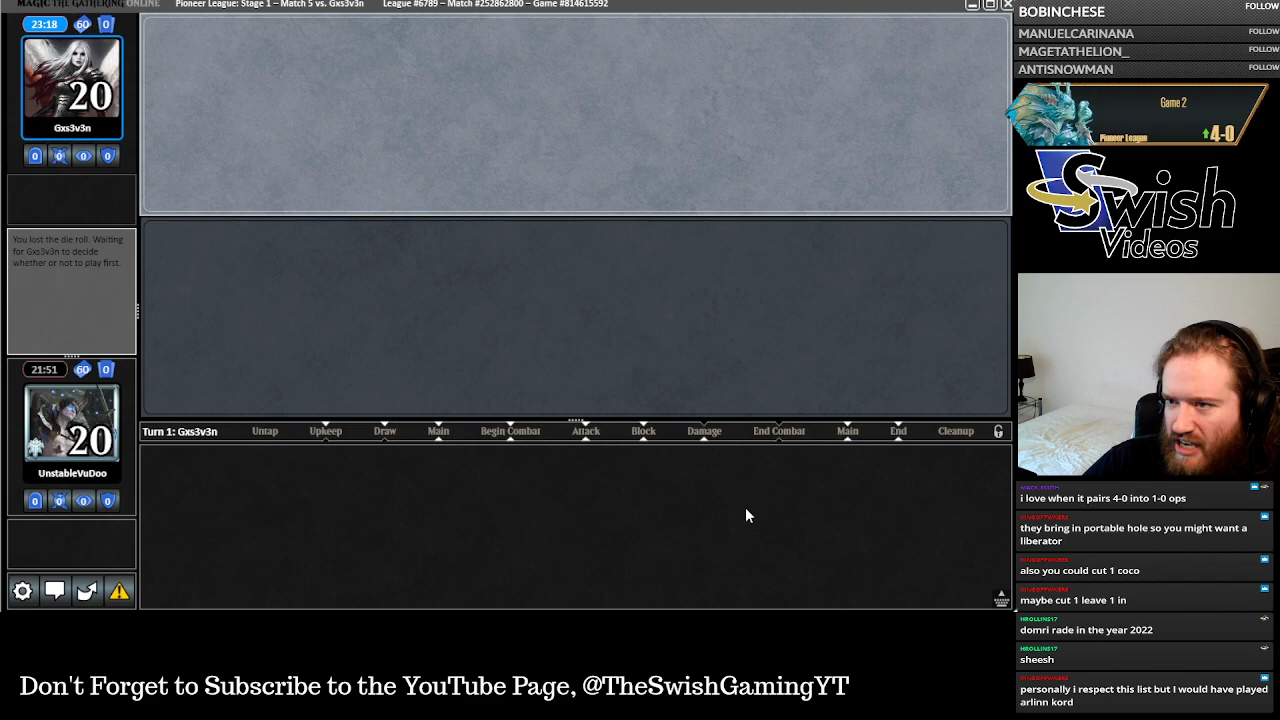 MAGIC THE GATHERING ONLINE
Pioneer League: Stage 1 – Match 5 vs. Gxs3v3n
League #6789 – Match #252862800 – Game #814615592
23:18
60
0
20
Gxs3v3n
0
0
0
0
You lost the die roll. Waiting
for Gxs3v3n to decide
whether or not to play first.
21:51
60
0
20
UnstableVuDoo
0
0
0
0
Turn 1: Gxs3v3n
Untap
Upkeep
Draw
Main
Begin Combat
Attack
Block
Damage
End Combat
Main
End
Cleanup
BOBINCHESE
FOLLOW
MANUELCARINANA
FOLLOW
MAGETATHELION_
FOLLOW
ANTISNOWMAN
FOLLOW
Game 2
Pioneer League
4-0
Swish
Videos
i love when it pairs 4-0 into 1-0 ops
they bring in portable hole so you might want a
liberator
also you could cut 1 coco
maybe cut 1 leave 1 in
HROLLINS17
domri rade in the year 2022
HROLLINS17
sheesh
personally i respect this list but I would have played
arlinn kord
Don't Forget to Subscribe to the YouTube Page, @TheSwishGamingYT